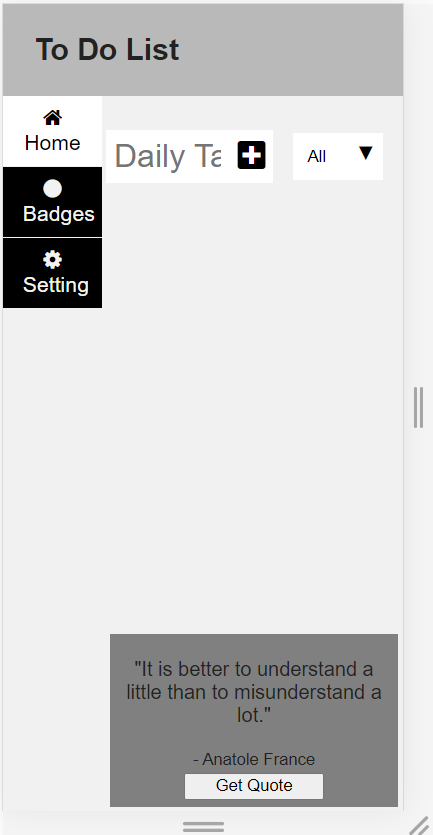 To Do List
Home
Daily Ta
All
Badges
Setting
"It is better to understand a
little than to misunderstand a
lot."
- Anatole France
Get Quote